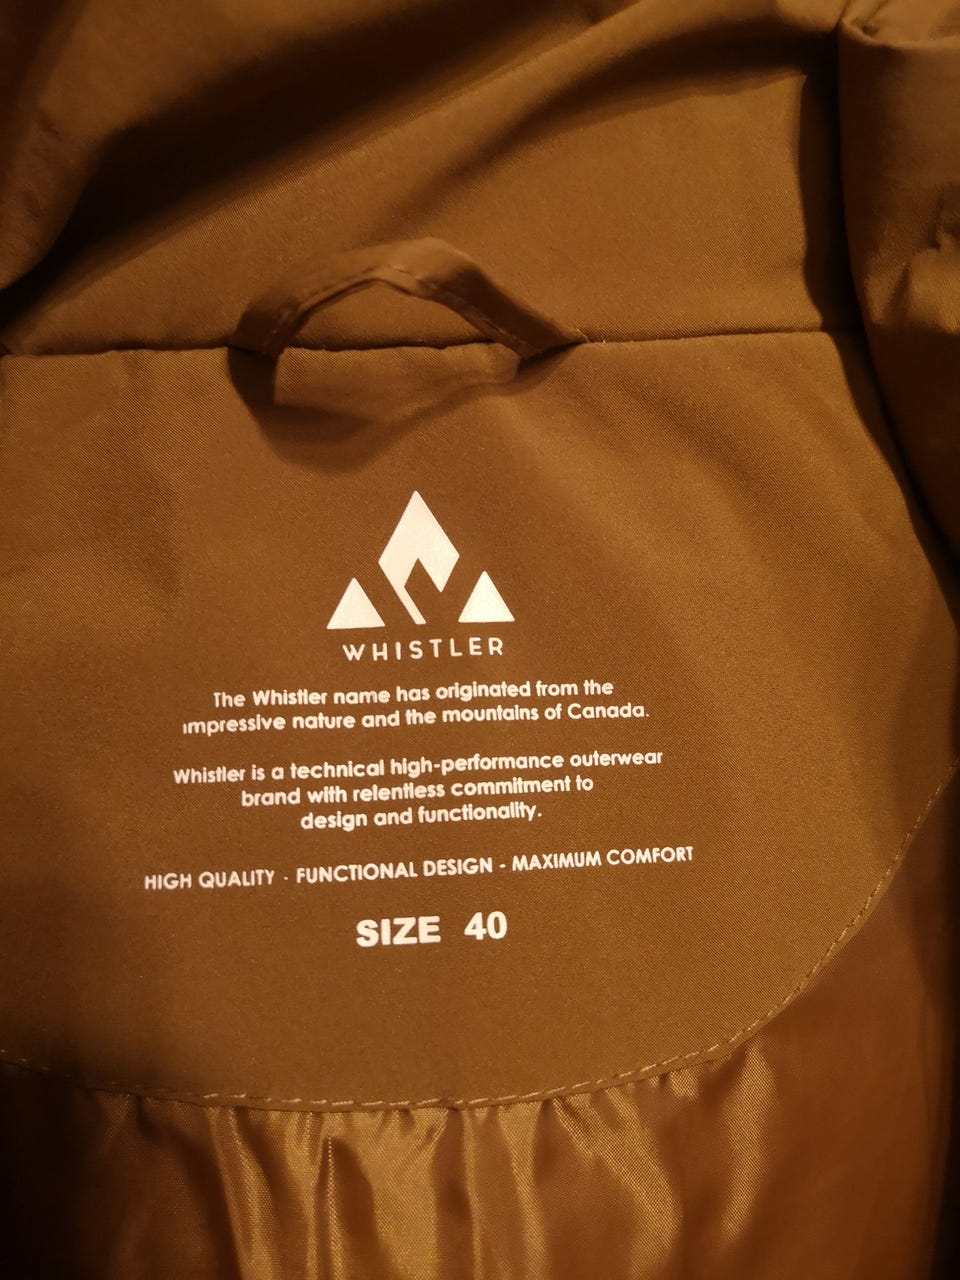 WHISTLER
The Whistler name has originated from the
impressive nature and the mountains of Canada.
Whistler is a technical high-performance outerwear
brand with relentless commitment to
design and functionality.
HIGH QUALITY · FUNCTIONAL DESIGN · MAXIMUM COMFORT
SIZE 40